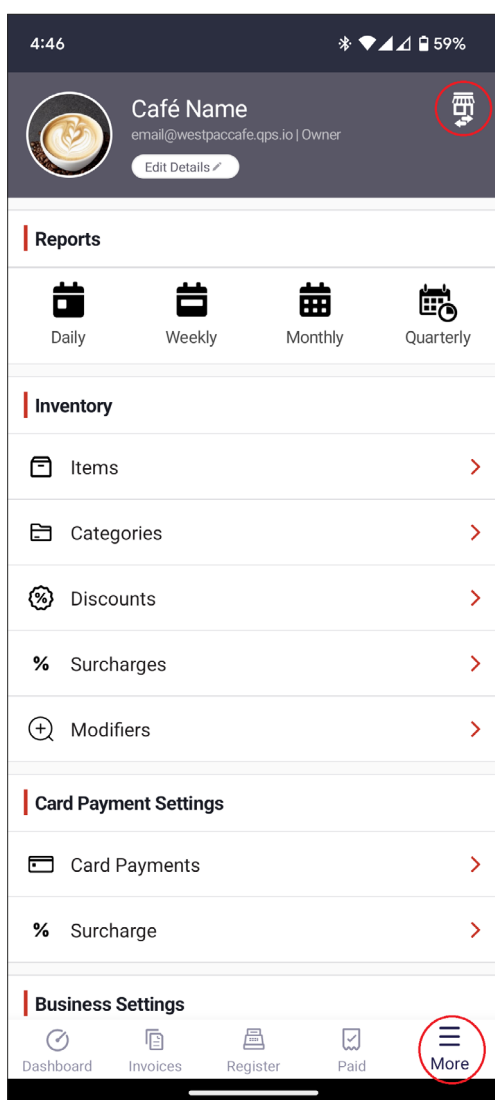 4:46
59%
Café Name
email@westpaccafe.qps.io | Owner
Edit Details
Reports
Daily Weekly Monthly Quarterly
Inventory
Items
Categories
Discounts
% Surcharges
Modifiers
Card Payment Settings
Card Payments
% Surcharge
Business Settings
Dashboard Invoices Register Paid More